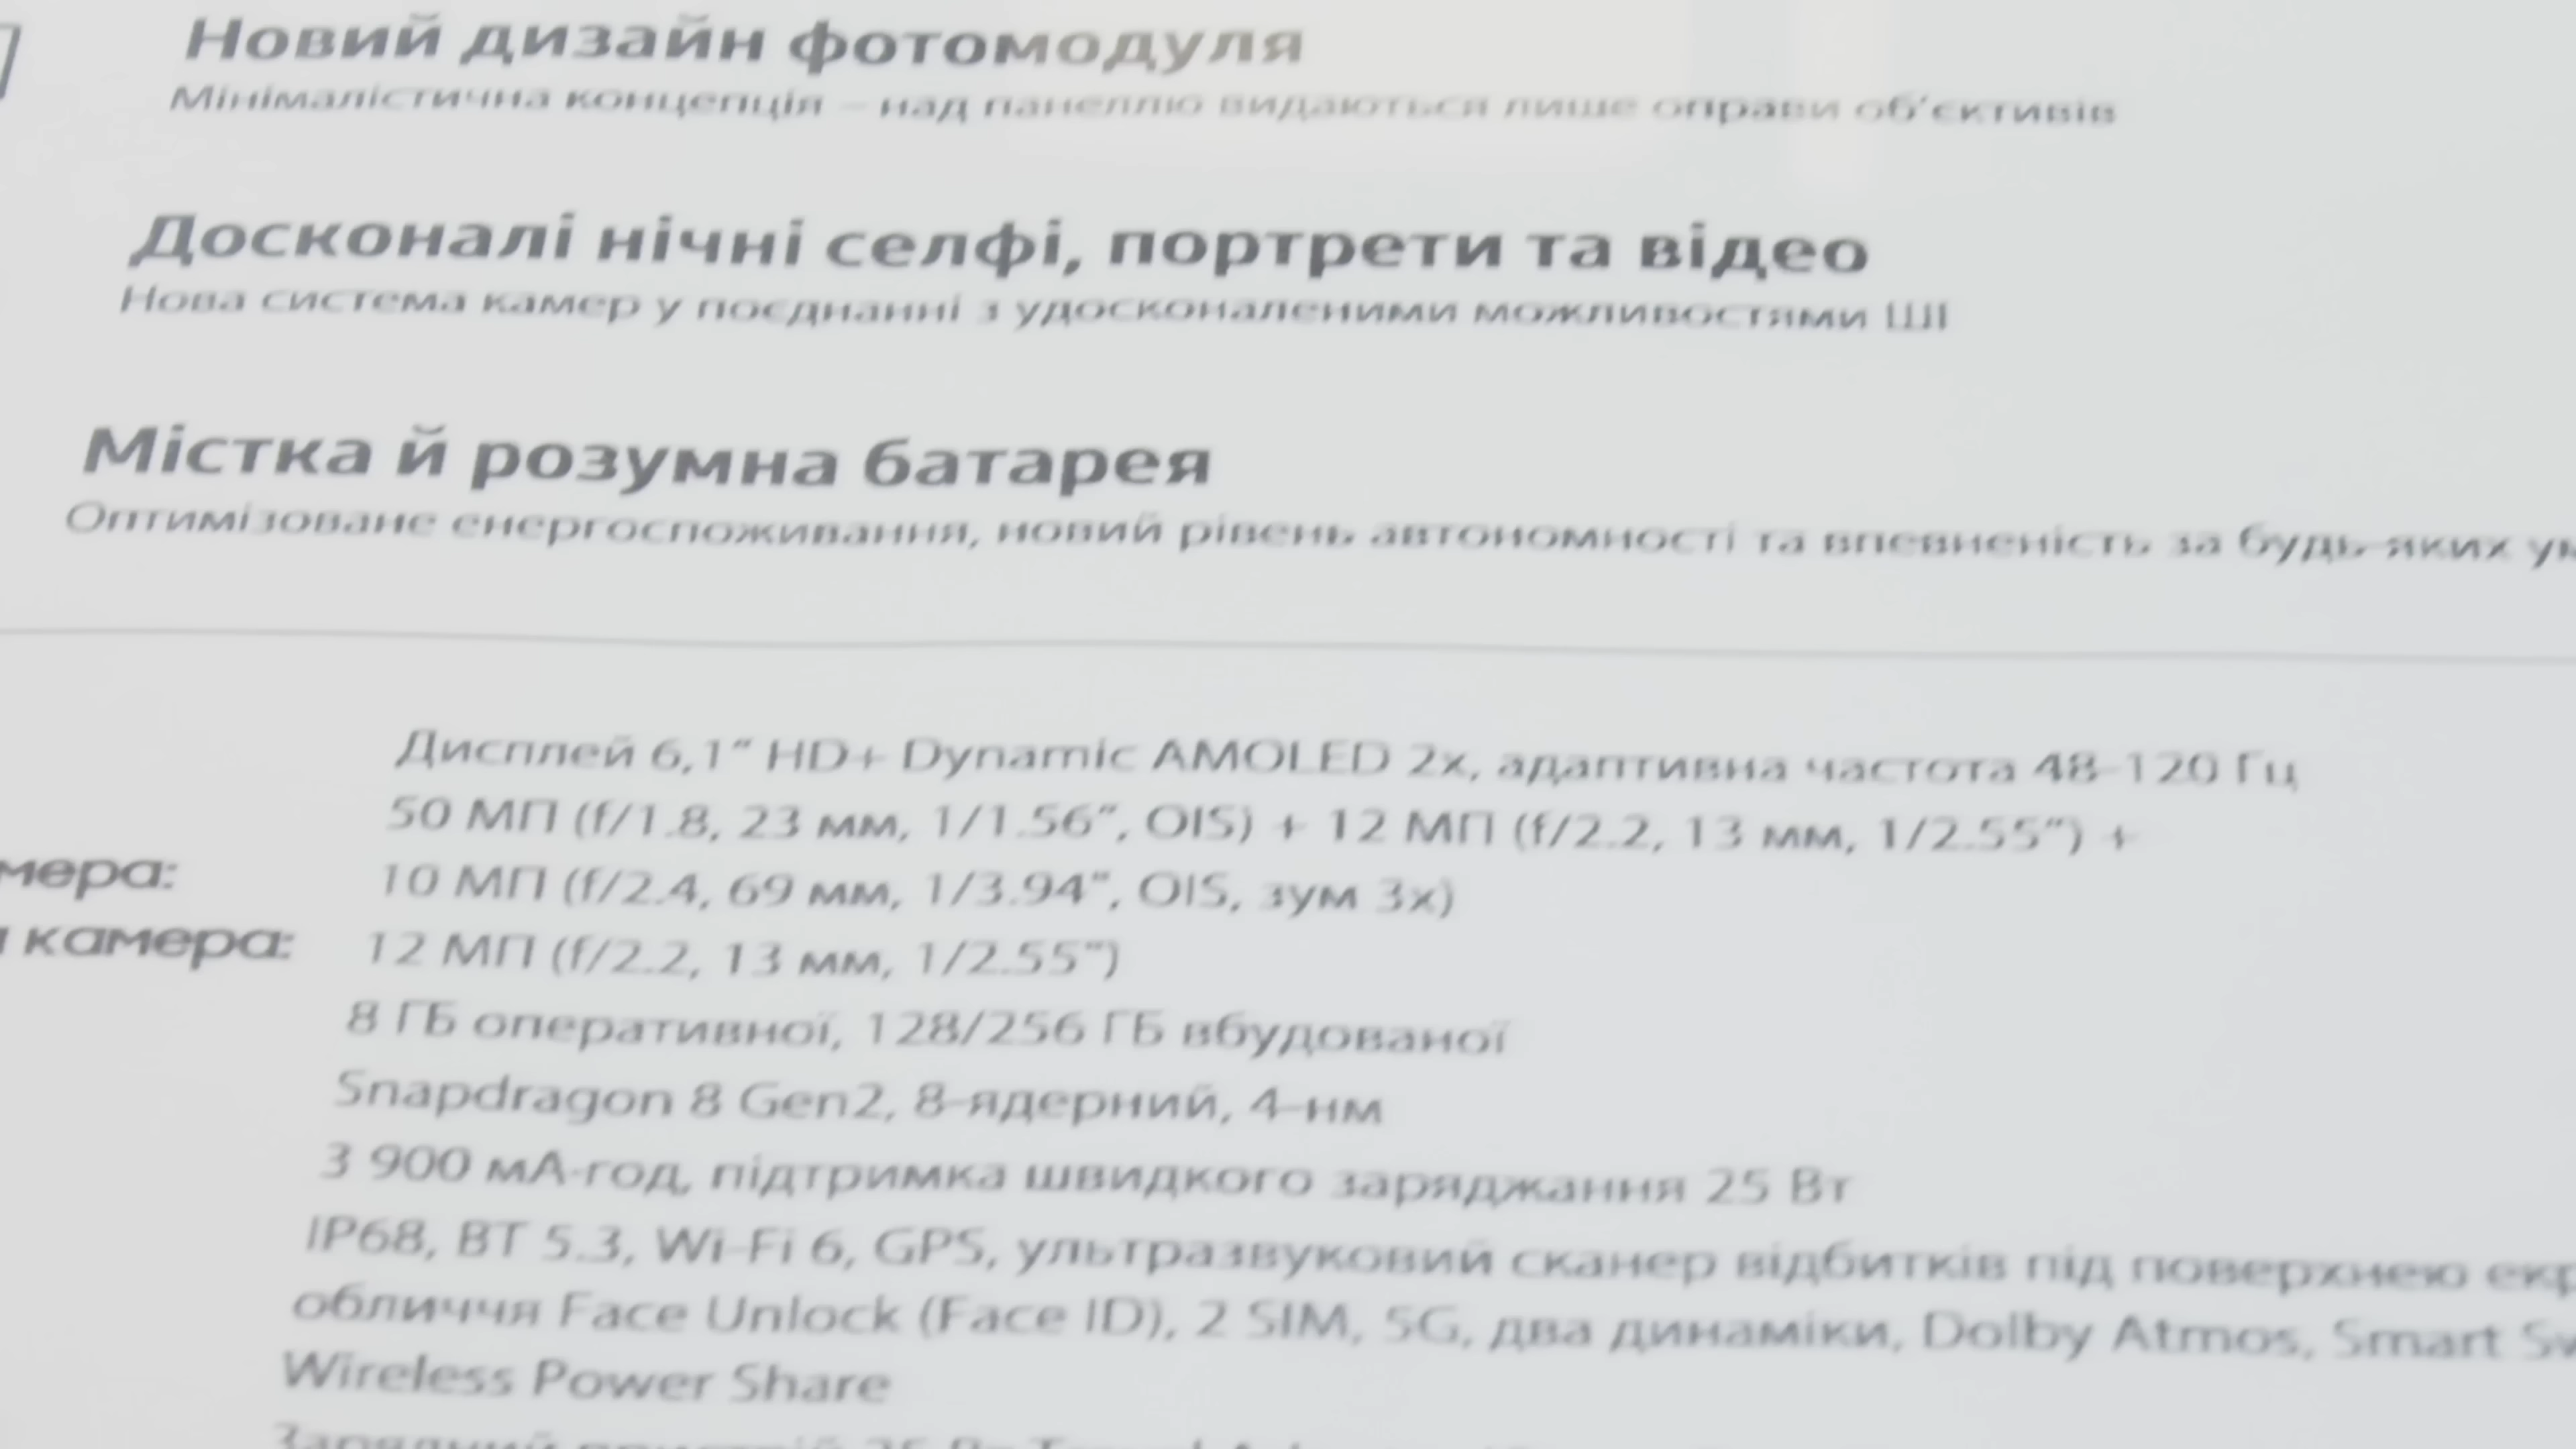 Новий дизайн фотомодуля
Мінімалістична концепція – над панеллю видаються лише оправи об'єктивів
Досконалі нічні селфі, портрети та відео
Нова система камер у поєднанні з удосконаленими можливостями ШІ
Містка й розумна батарея
Оптимізоване енергоспоживання, новий рівень автономності та впевненість за будь-яких ум
Дисплей 6,1" HD+ Dynamic AMOLED 2x, адаптивна частота 48-120 Гц
50 МП (f/1.8, 23 мм, 1/1.56", OIS) + 12 МП (f/2.2, 13 мм, 1/2.55") +
мера: 10 МП (f/2.4, 69 мм, 1/3.94", OIS, зум 3x)
камера: 12 МП (f/2.2, 13 мм, 1/2.55")
8 ГБ оперативної, 128/256 ГБ вбудованої
Snapdragon 8 Gen2, 8-ядерний, 4-нм
3 900 мА-год, підтримка швидкого заряджання 25 Вт
IP68, BT 5.3, Wi-Fi 6, GPS, ультразвуковий сканер відбитків під поверхнею екр
обличчя Face Unlock (Face ID), 2 SIM, 5G, два динаміки, Dolby Atmos, Smart Sw
Wireless Power Share